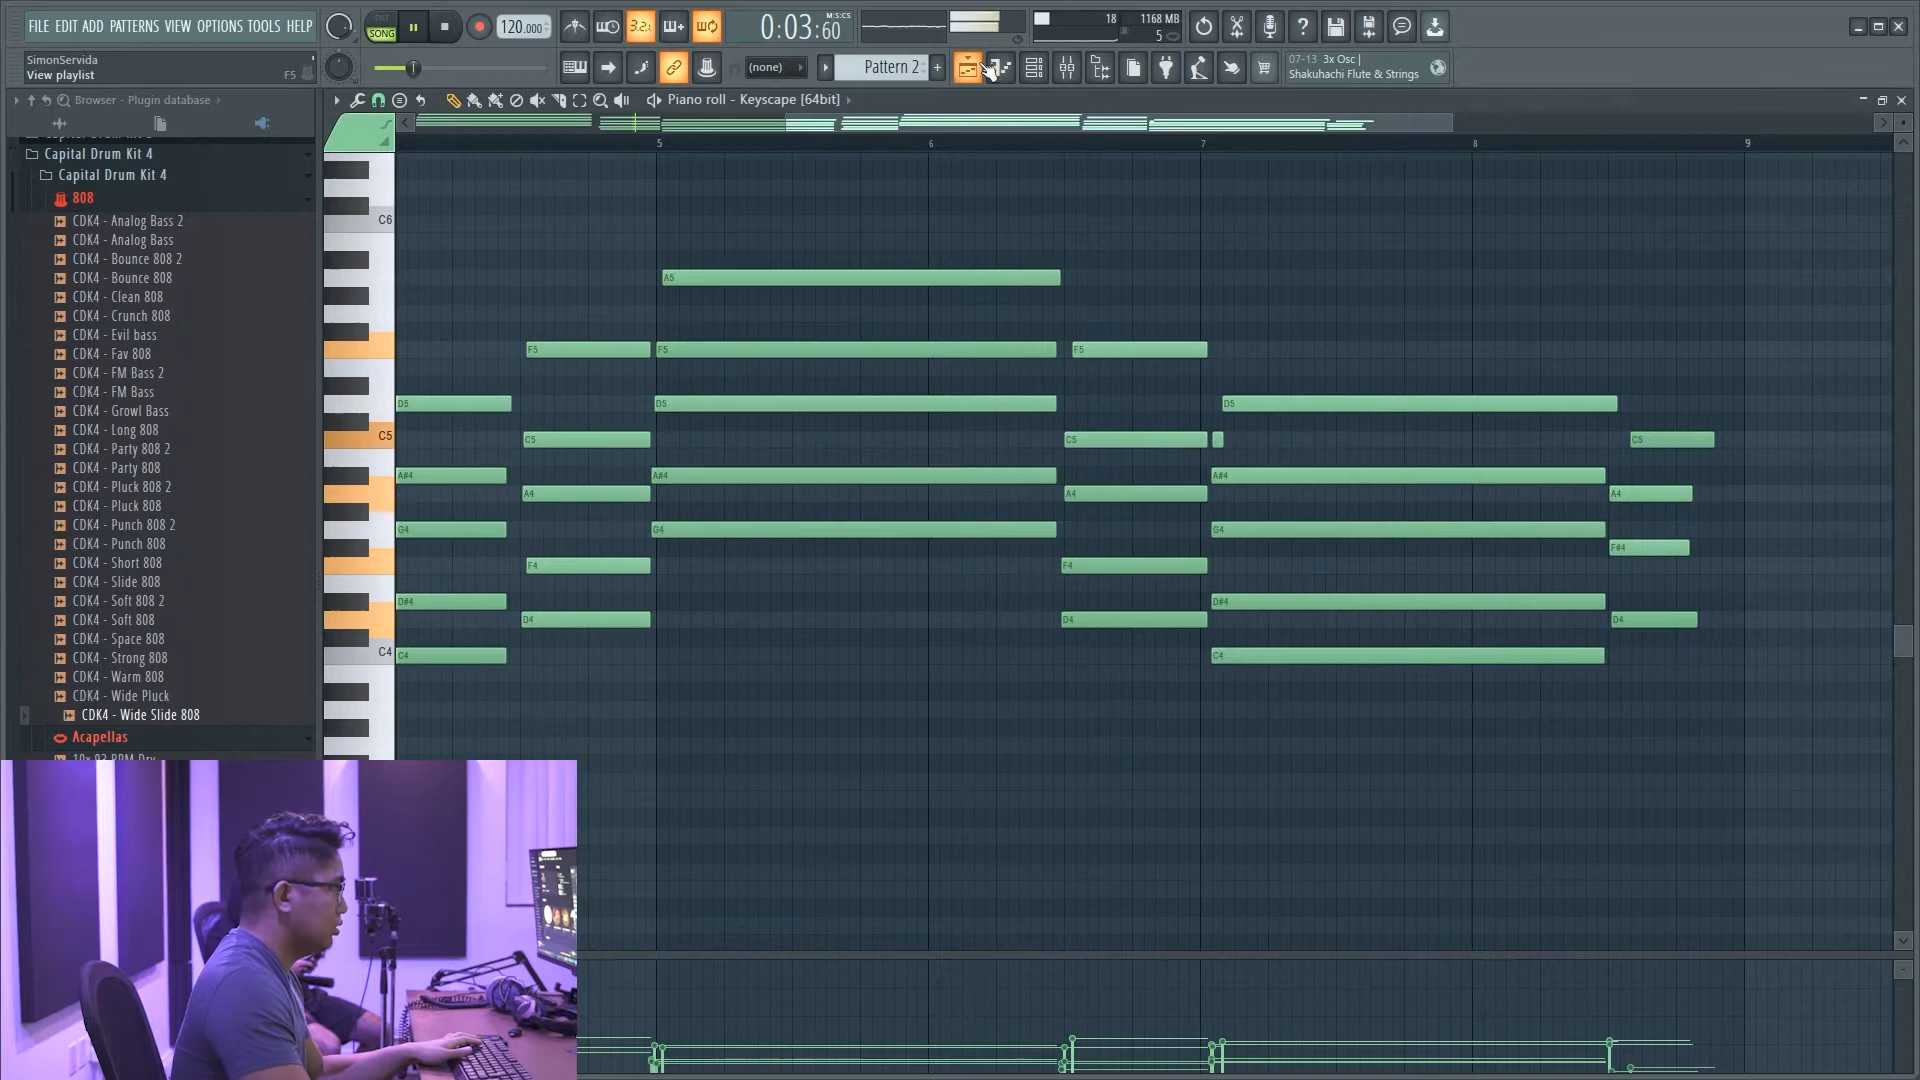 FILE EDIT ADD PATTERNS VIEW OPTIONS TOOLS HELP
PAT
SONG
120.000
3.2.
0:03:60
M:S:CS
18
1168 MB
5
07-13 3x Osc |
Shakuhachi Flute & Strings
SimonServida
View playlist
F5
(none)
Pattern 2
+
Browser - Plugin database
Piano roll - Keyscape [64bit]
Capital Drum Kit 4
Capital Drum Kit 4
808
CDK4 - Analog Bass 2
CDK4 - Analog Bass
CDK4 - Bounce 808 2
CDK4 - Bounce 808
CDK4 - Clean 808
CDK4 - Crunch 808
CDK4 - Evil bass
CDK4 - Fav 808
CDK4 - FM Bass 2
CDK4 - FM Bass
CDK4 - Growl Bass
CDK4 - Long 808
CDK4 - Party 808 2
CDK4 - Party 808
CDK4 - Pluck 808 2
CDK4 - Pluck 808
CDK4 - Punch 808 2
CDK4 - Punch 808
CDK4 - Short 808
CDK4 - Slide 808
CDK4 - Soft 808 2
CDK4 - Soft 808
CDK4 - Space 808
CDK4 - Strong 808
CDK4 - Warm 808
CDK4 - Wide Pluck
CDK4 - Wide Slide 808
Acapellas
5 6 7 8 9
C6
A5
F5 F5 F5
D5 D5 D5
C5 C5 C5 C5
A#4 A#4 A#4
A4 A4 A4
G4 G4 G4
F#4
F4 F4
D#4 D#4
D4 D4 D4
C4 C4 C4